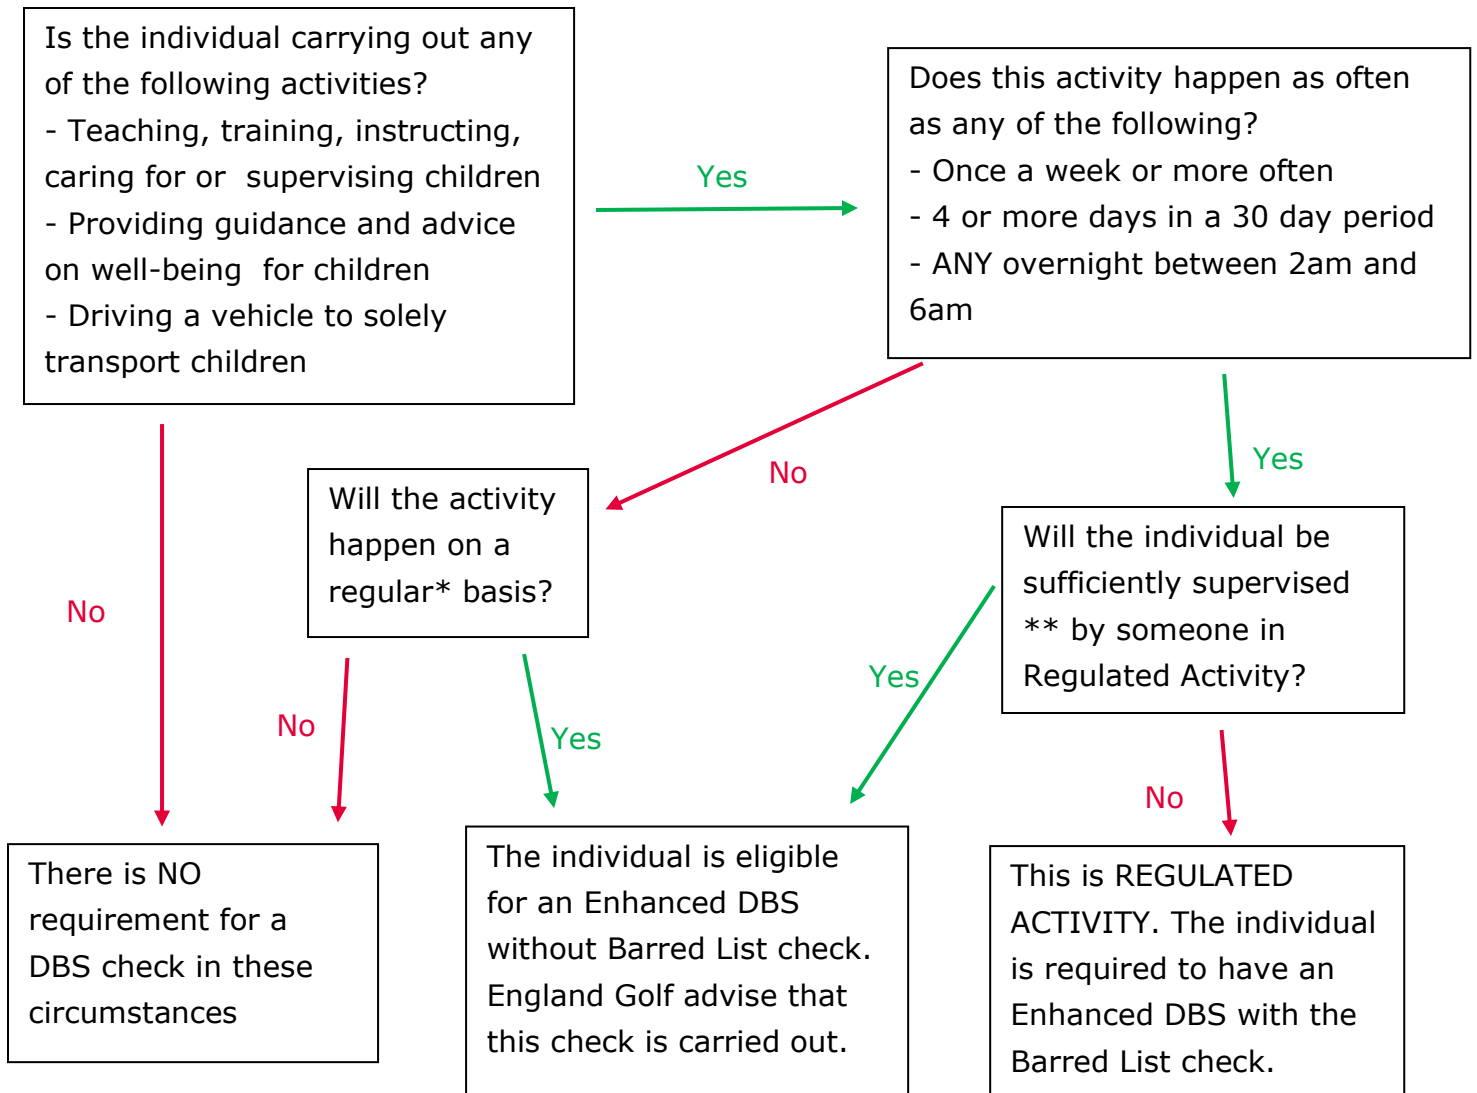 Is the individual carrying out any
of the following activities?
- Teaching, training, instructing,
caring for or supervising children
- Providing guidance and advice
on well-being for children
- Driving a vehicle to solely
transport children
Yes
Does this activity happen as often
as any of the following?
- Once a week or more often
- 4 or more days in a 30 day period
- ANY overnight between 2am and
6am
No
No
Yes
Will the activity
happen on a
regular* basis?
Will the individual be
sufficiently supervised
** by someone in
Regulated Activity?
No
Yes
Yes
No
There is NO
requirement for a
DBS check in these
circumstances
The individual is eligible
for an Enhanced DBS
without Barred List check.
England Golf advise that
this check is carried out.
This is REGULATED
ACTIVITY. The individual
is required to have an
Enhanced DBS with the
Barred List check.